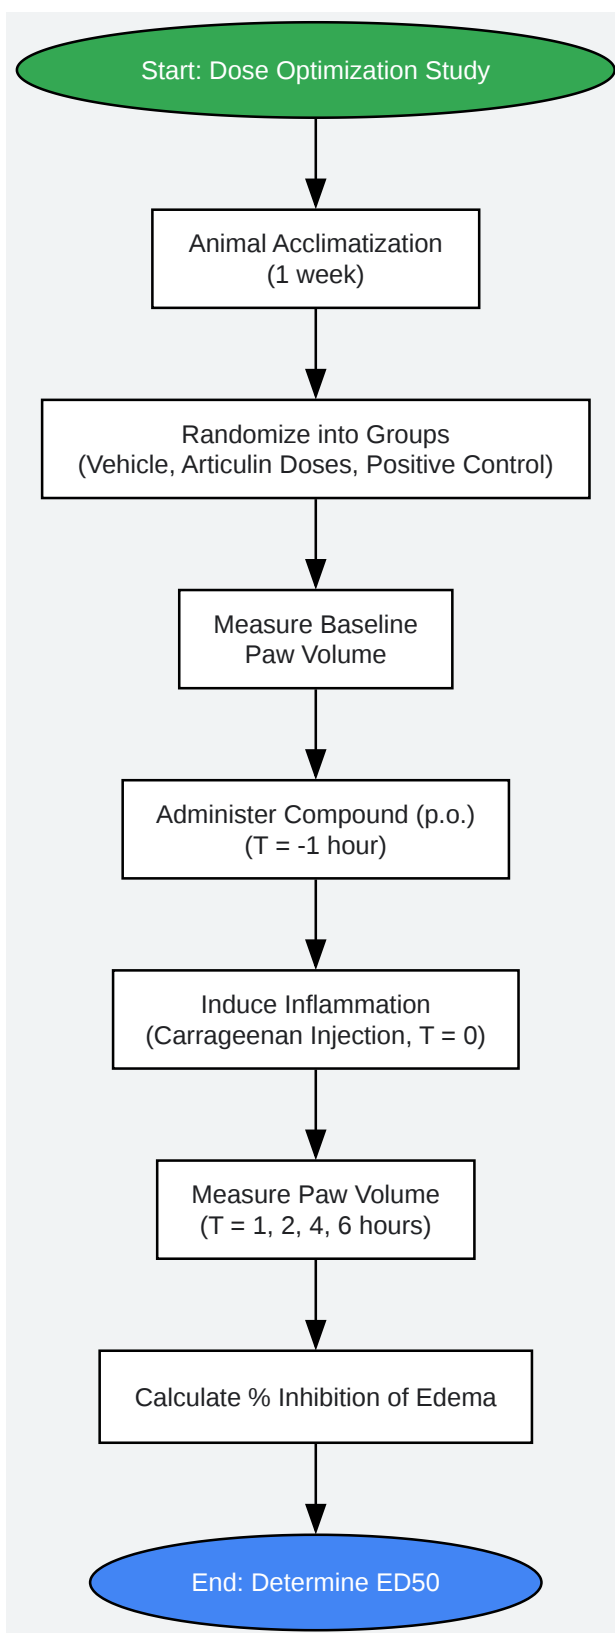 Start: Dose Optimization Study
Animal Acclimatization
(1 week)
Randomize into Groups
(Vehicle, Articulin Doses, Positive Control)
Measure Baseline
Paw Volume
Administer Compound (p.o.)
(T = -1 hour)
Induce Inflammation
(Carrageenan Injection, T = 0)
Measure Paw Volume
(T = 1, 2, 4, 6 hours)
Calculate % Inhibition of Edema
End: Determine ED50